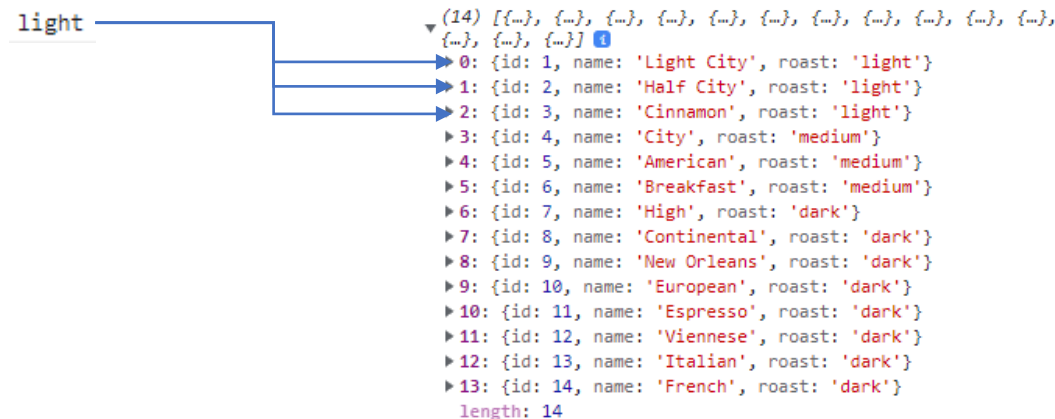 light
(14) [{…}, {…}, {…}, {…}, {…}, {…}, {…}, {…}, {…}, {…}, {…},
{…}, {…}, {…}] i
▶0: {id: 1, name: 'Light City', roast: 'light'}
▶1: {id: 2, name: 'Half City', roast: 'light'}
▶2: {id: 3, name: 'Cinnamon', roast: 'light'}
▶3: {id: 4, name: 'City', roast: 'medium'}
▶4: {id: 5, name: 'American', roast: 'medium'}
▶5: {id: 6, name: 'Breakfast', roast: 'medium'}
▶6: {id: 7, name: 'High', roast: 'dark'}
▶7: {id: 8, name: 'Continental', roast: 'dark'}
▶8: {id: 9, name: 'New Orleans', roast: 'dark'}
▶9: {id: 10, name: 'European', roast: 'dark'}
▶10: {id: 11, name: 'Espresso', roast: 'dark'}
▶11: {id: 12, name: 'Viennese', roast: 'dark'}
▶12: {id: 13, name: 'Italian', roast: 'dark'}
▶13: {id: 14, name: 'French', roast: 'dark'}
length: 14